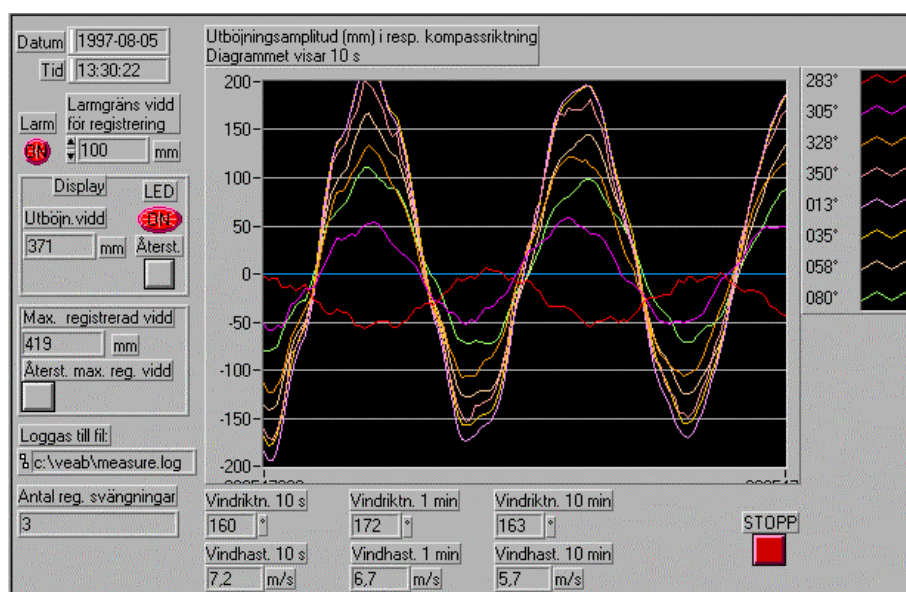 Datum 1997-08-05
Tid 13:30:22
Larmgräns vidd
för registrering
Larm
ON 100 mm
Display
LED
Utböjn.vidd
ON
371 mm Återst.
Max. registrerad vidd
419 mm
Återst. max. reg. vidd
Loggas till fil:
c:\veab\measure.log
Antal reg. svängningar
3
Utböjningsamplitud (mm) i resp. kompassriktning
Diagrammet visar 10 s
200
150
100
50
0
-50
-100
-150
-200
283°
305°
328°
350°
013°
035°
058°
080°
Vindriktn. 10 s
160 °
Vindhast. 10 s
7,2 m/s
Vindriktn. 1 min
172 °
Vindhast. 1 min
6,7 m/s
Vindriktn. 10 min
163 °
Vindhast. 10 min
5,7 m/s
STOPP